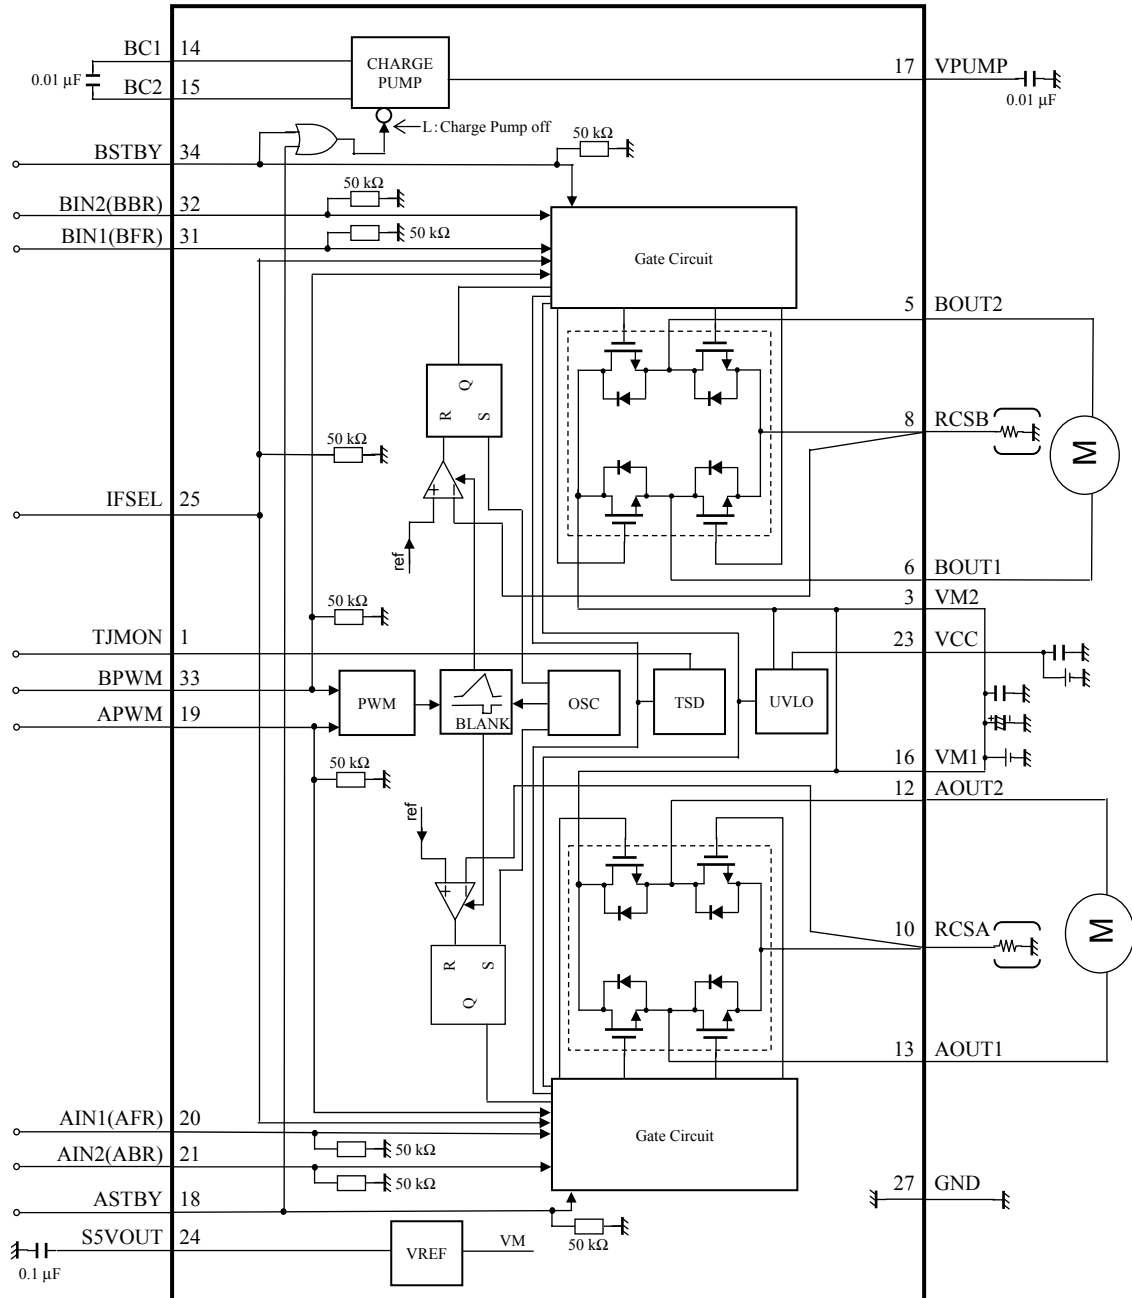 BC1 14
CHARGE
PUMP
17 VPUMP
0.01 µF
BC2 15
0.01 µF
L : Charge Pump off
50 kΩ
BSTBY 34
50 kΩ
BIN2(BBR) 32
BIN1(BFR) 31
50 kΩ
Gate Circuit
5 BOUT2
Q
R S
8 RCSB
M
50 kΩ
+ −
IFSEL 25
ref
6 BOUT1
3 VM2
50 kΩ
TJMON 1
23 VCC
BPWM 33
PWM
BLANK
OSC
TSD
UVLO
APWM 19
+
16 VM1
50 kΩ
12 AOUT2
ref
+ −
10 RCSA
M
R S
Q
13 AOUT1
AIN1(AFR) 20
Gate Circuit
50 kΩ
AIN2(ABR) 21
50 kΩ
27 GND
ASTBY 18
50 kΩ
S5VOUT 24
VREF
VM
0.1 µF